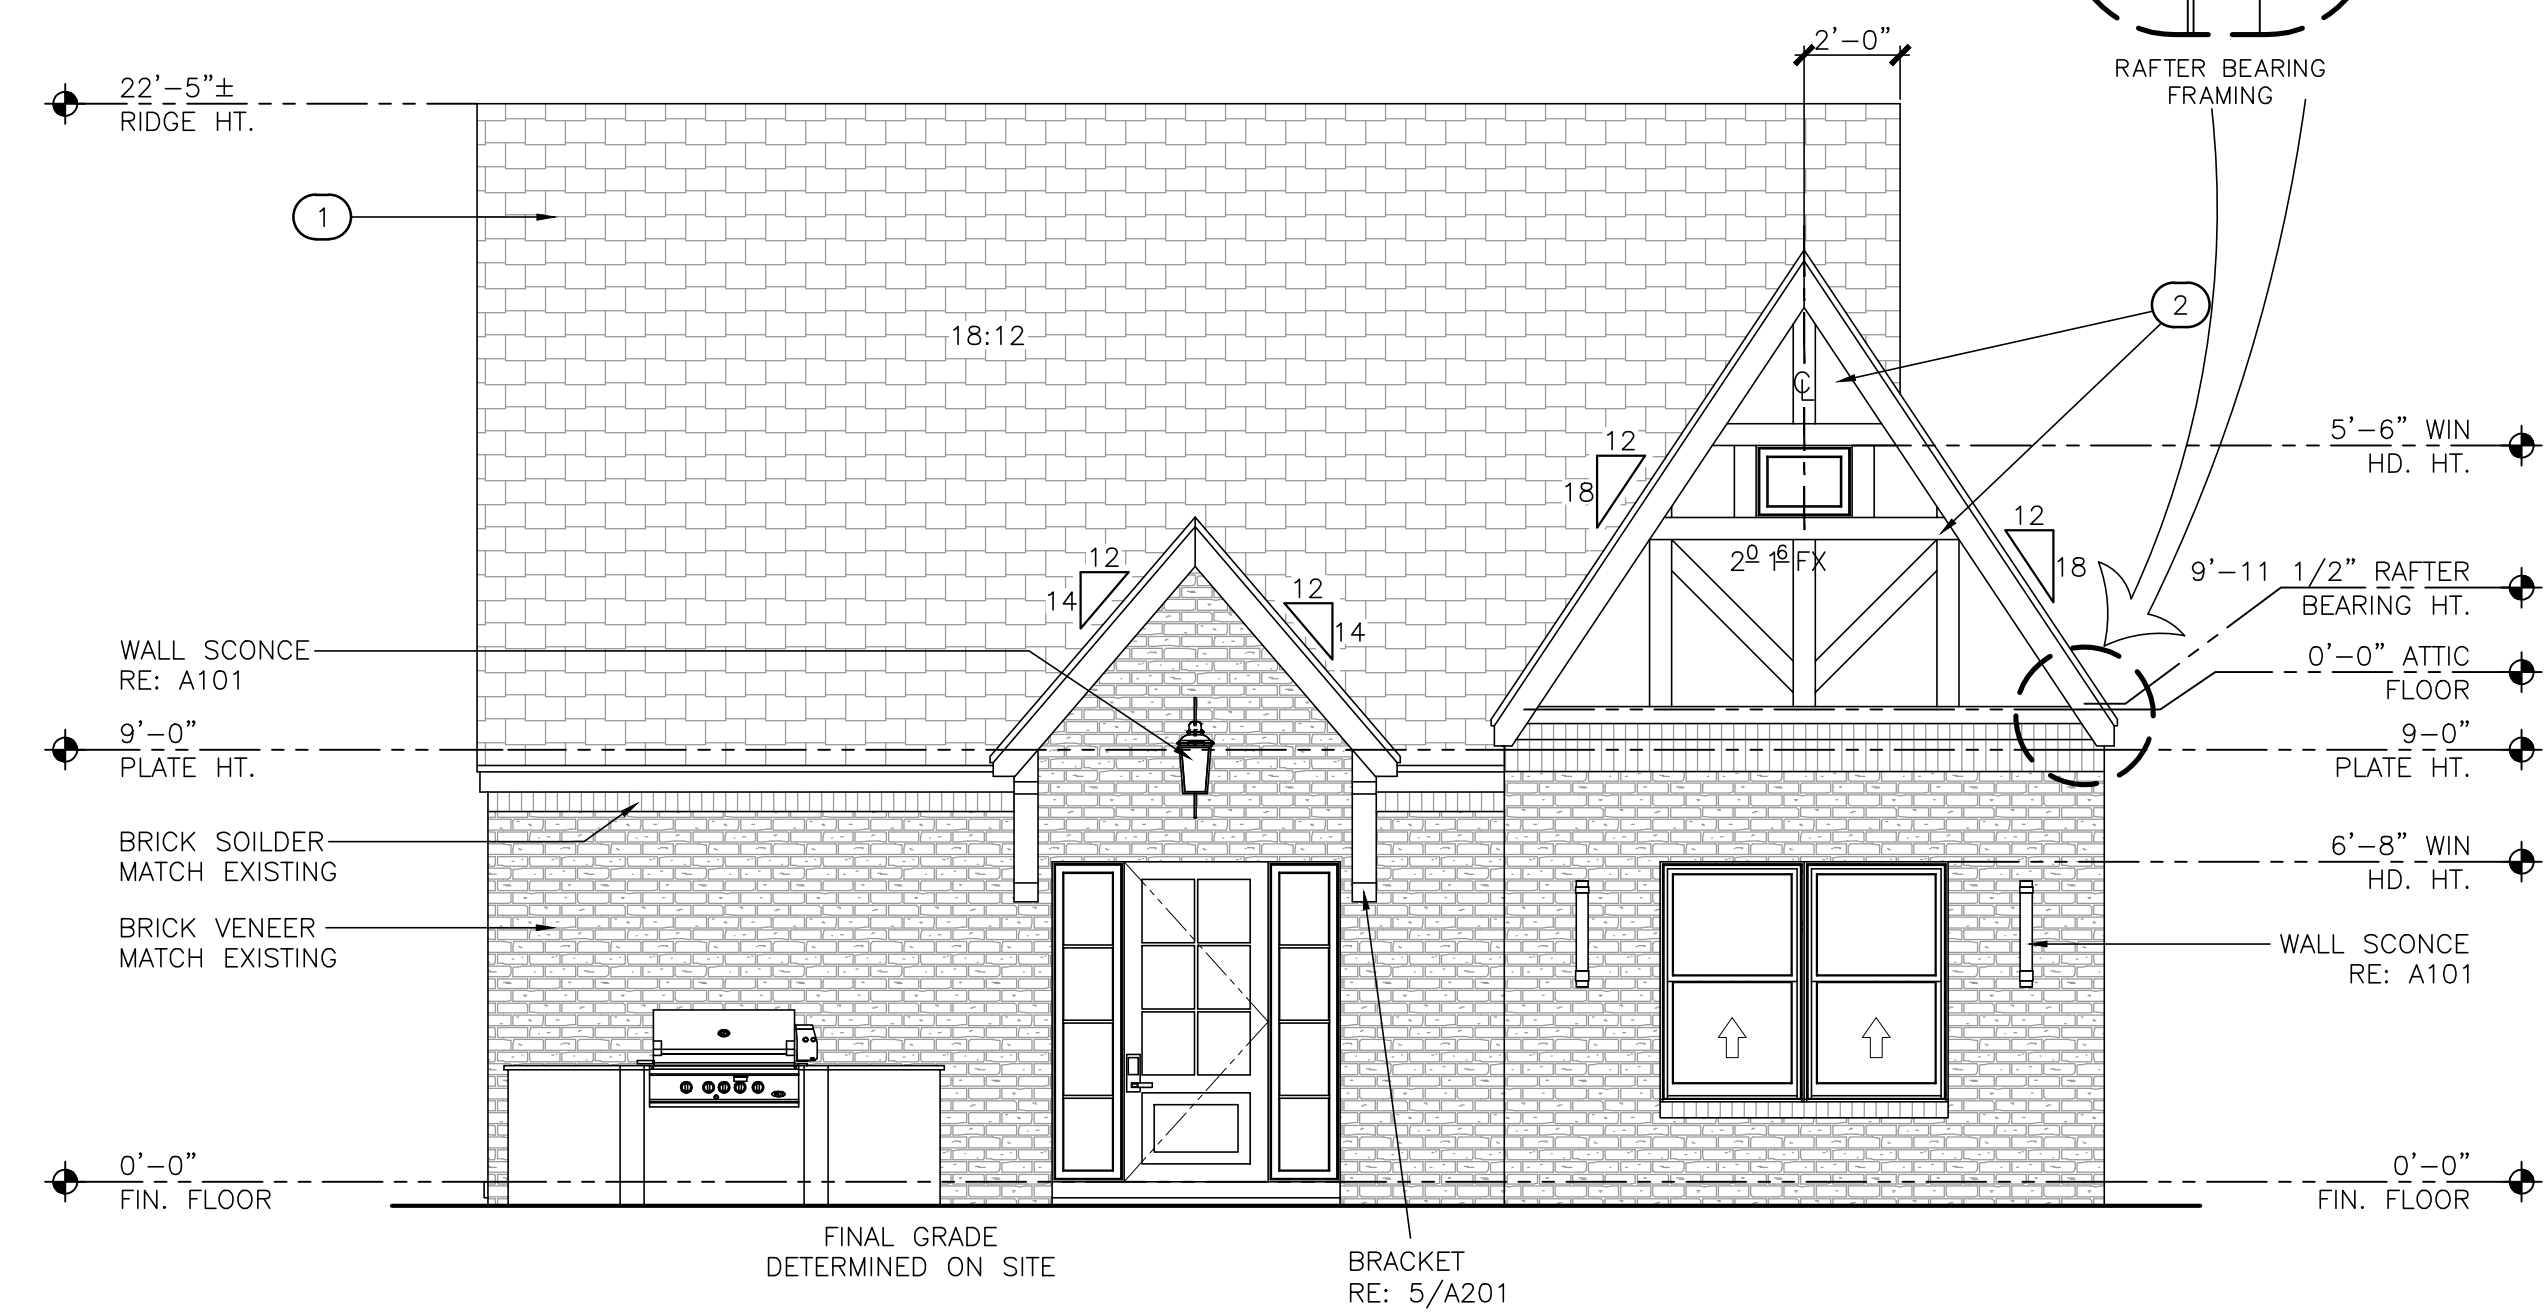 2'-0"
RAFTER BEARING
FRAMING
22'-5"±
RIDGE HT.
1
2
18:12
5'-6" WIN
HD. HT.
12
18
12
18
2⁰ 1⁶ FX
℄
12
14
12
14
9'-11 1/2" RAFTER
BEARING HT.
0'-0" ATTIC
FLOOR
WALL SCONCE
RE: A101
9'-0"
PLATE HT.
9-0"
PLATE HT.
BRICK SOILDER
MATCH EXISTING
6'-8" WIN
HD. HT.
BRICK VENEER
MATCH EXISTING
WALL SCONCE
RE: A101
0'-0"
FIN. FLOOR
0'-0"
FIN. FLOOR
FINAL GRADE
DETERMINED ON SITE
BRACKET
RE: 5/A201